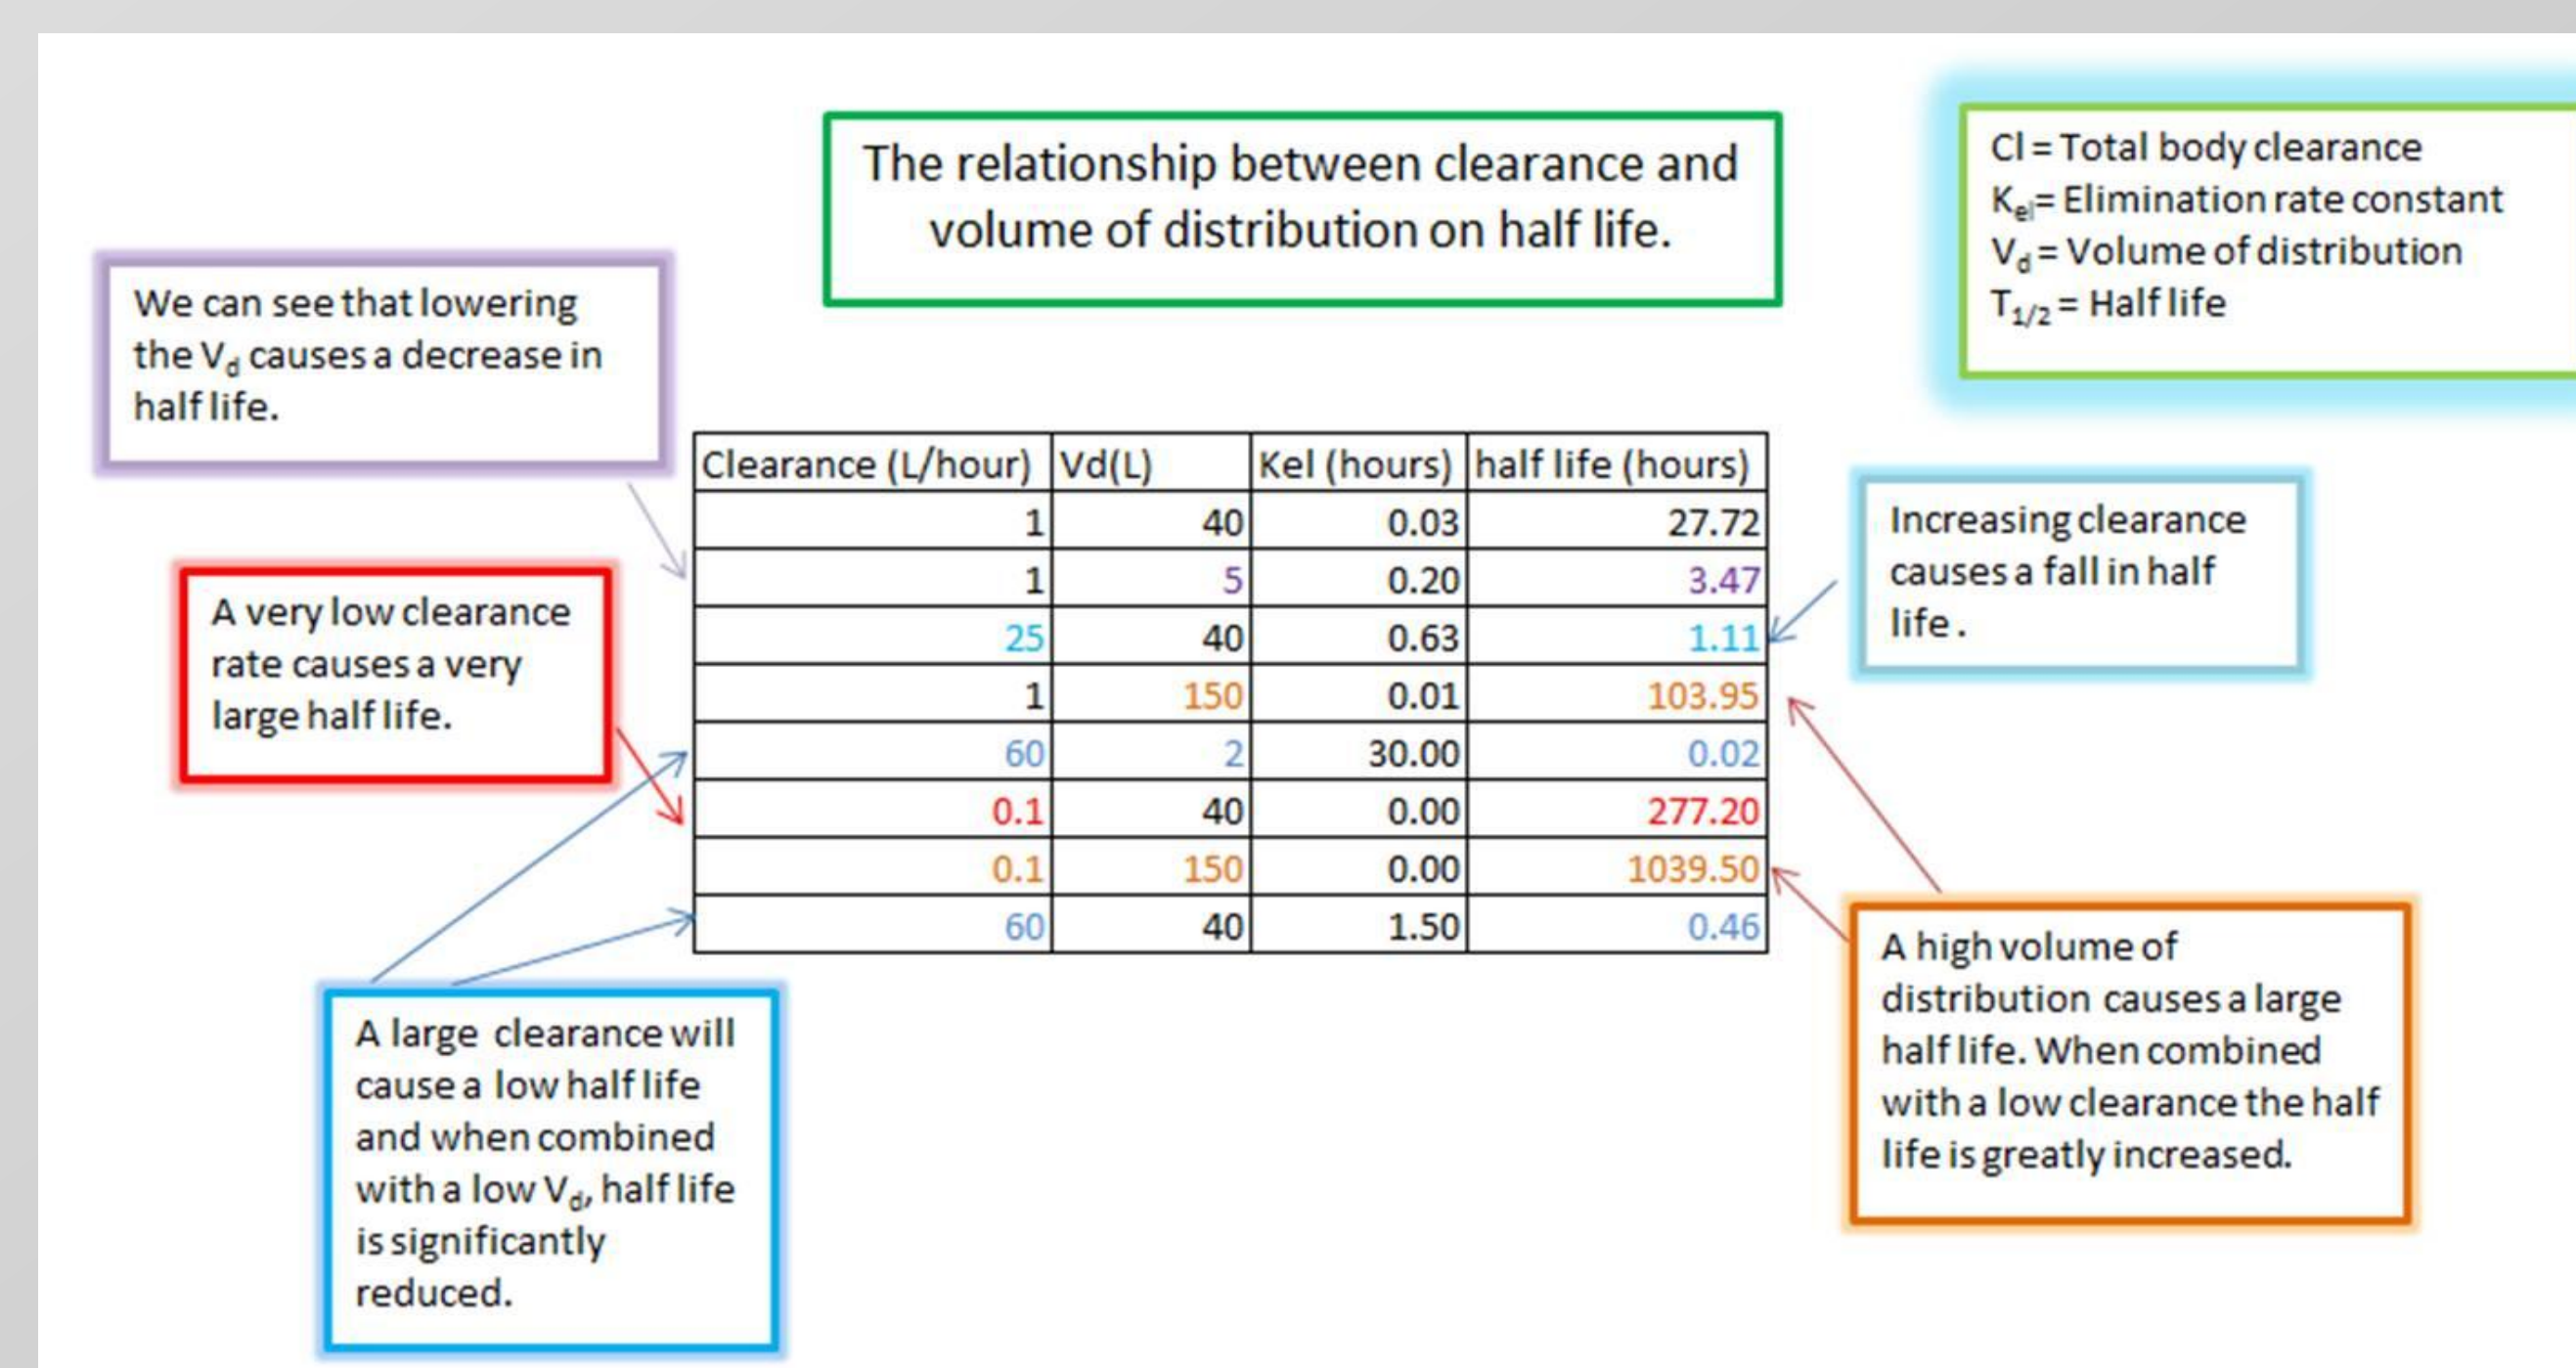 The relationship between clearance and
volume of distribution on half life.
Cl = Total body clearance
Kel= Elimination rate constant
Vd = Volume of distribution
T1/2 = Half life
We can see that lowering
the Vd causes a decrease in
half life.
A very low clearance
rate causes a very
large half life.
Clearance (L/hour) Vd(L) Kel (hours) half life (hours)
1 40 0.03 27.72
1 5 0.20 3.47
25 40 0.63 1.11
1 150 0.01 103.95
60 2 30.00 0.02
0.1 40 0.00 277.20
0.1 150 0.00 1039.50
60 40 1.50 0.46
Increasing clearance
causes a fall in half
life .
A large clearance will
cause a low half life
and when combined
with a low Vd, half life
is significantly
reduced.
A high volume of
distribution causes a large
half life. When combined
with a low clearance the half
life is greatly increased.